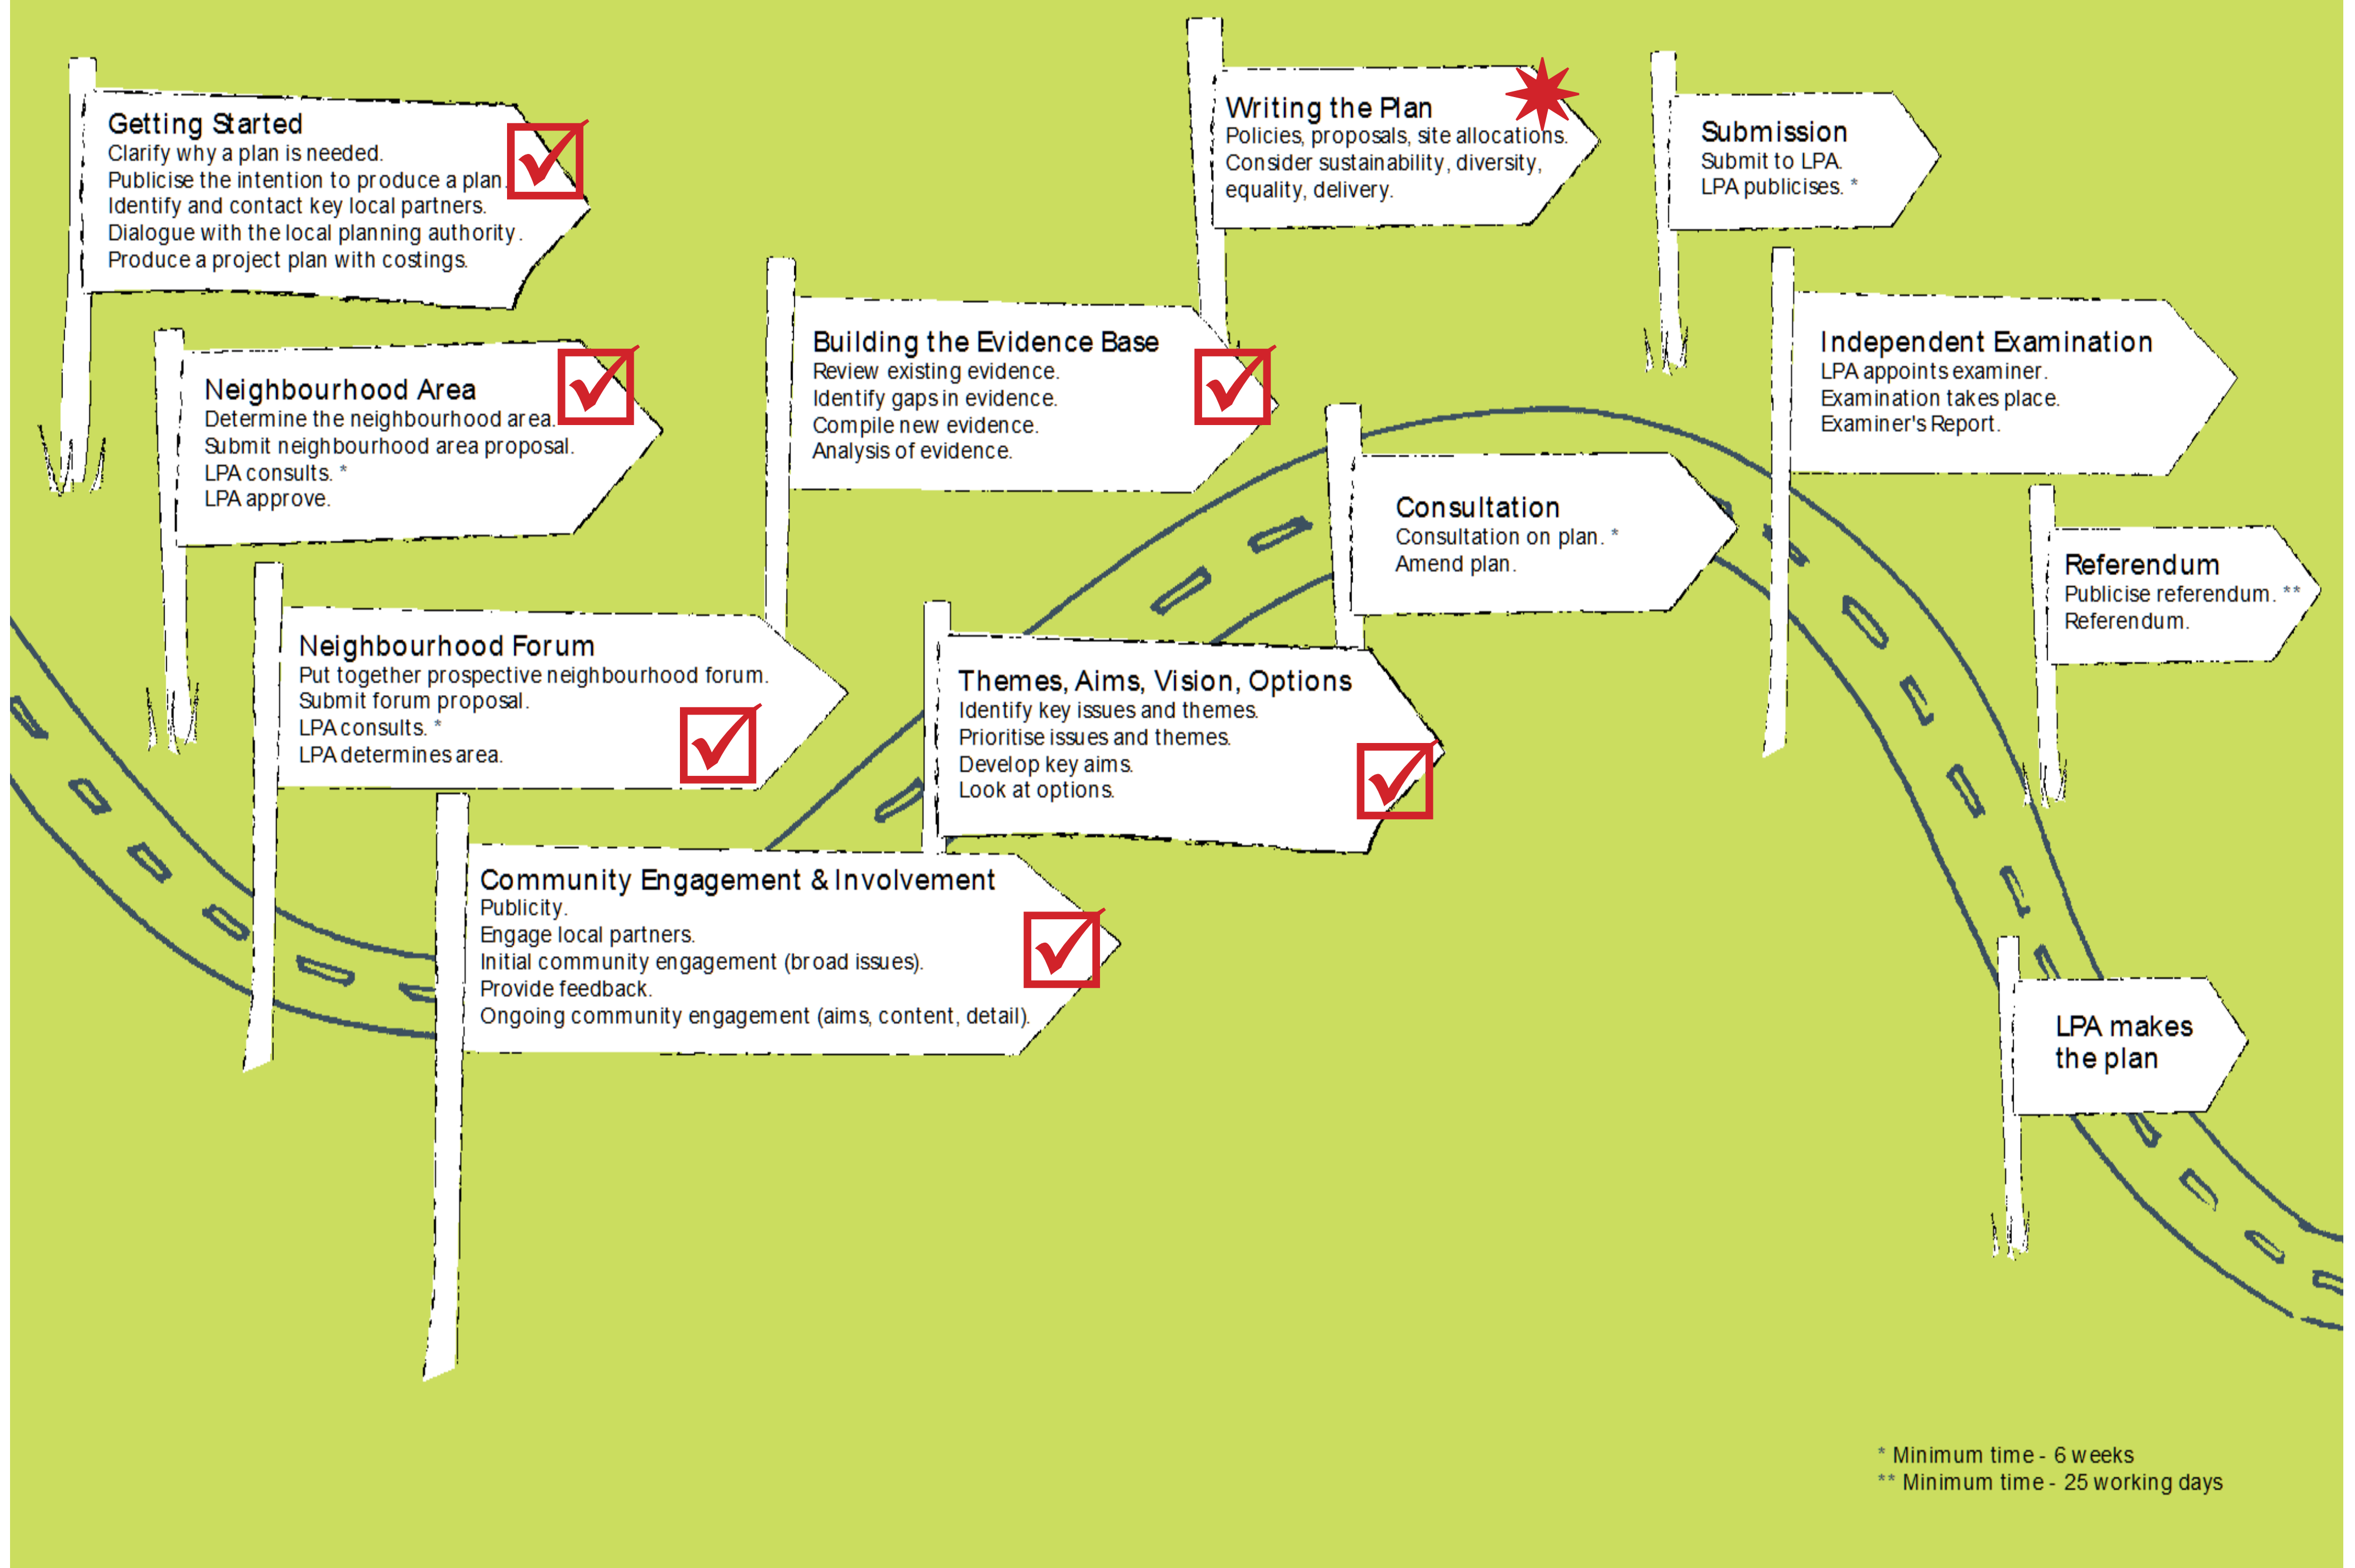 Getting Started
Clarify why a plan is needed.
Publicise the intention to produce a plan.
Identify and contact key local partners.
Dialogue with the local planning authority.
Produce a project plan with costings.
Neighbourhood Area
Determine the neighbourhood area.
Submit neighbourhood area proposal.
LPA consults. *
LPA approve.
Neighbourhood Forum
Put together prospective neighbourhood forum.
Submit forum proposal.
LPA consults. *
LPA determines area.
Community Engagement & Involvement
Publicity.
Engage local partners.
Initial community engagement (broad issues).
Provide feedback.
Ongoing community engagement (aims, content, detail).
Building the Evidence Base
Review existing evidence.
Identify gaps in evidence.
Compile new evidence.
Analysis of evidence.
Themes, Aims, Vision, Options
Identify key issues and themes.
Prioritise issues and themes.
Develop key aims.
Look at options.
Writing the Plan
Policies, proposals, site allocations.
Consider sustainability, diversity,
equality, delivery.
Consultation
Consultation on plan. *
Amend plan.
Submission
Submit to LPA.
LPA publicises. *
Independent Examination
LPA appoints examiner.
Examination takes place.
Examiner's Report.
Referendum
Publicise referendum. **
Referendum.
LPA makes
the plan
* Minimum time - 6 weeks
** Minimum time - 25 working days